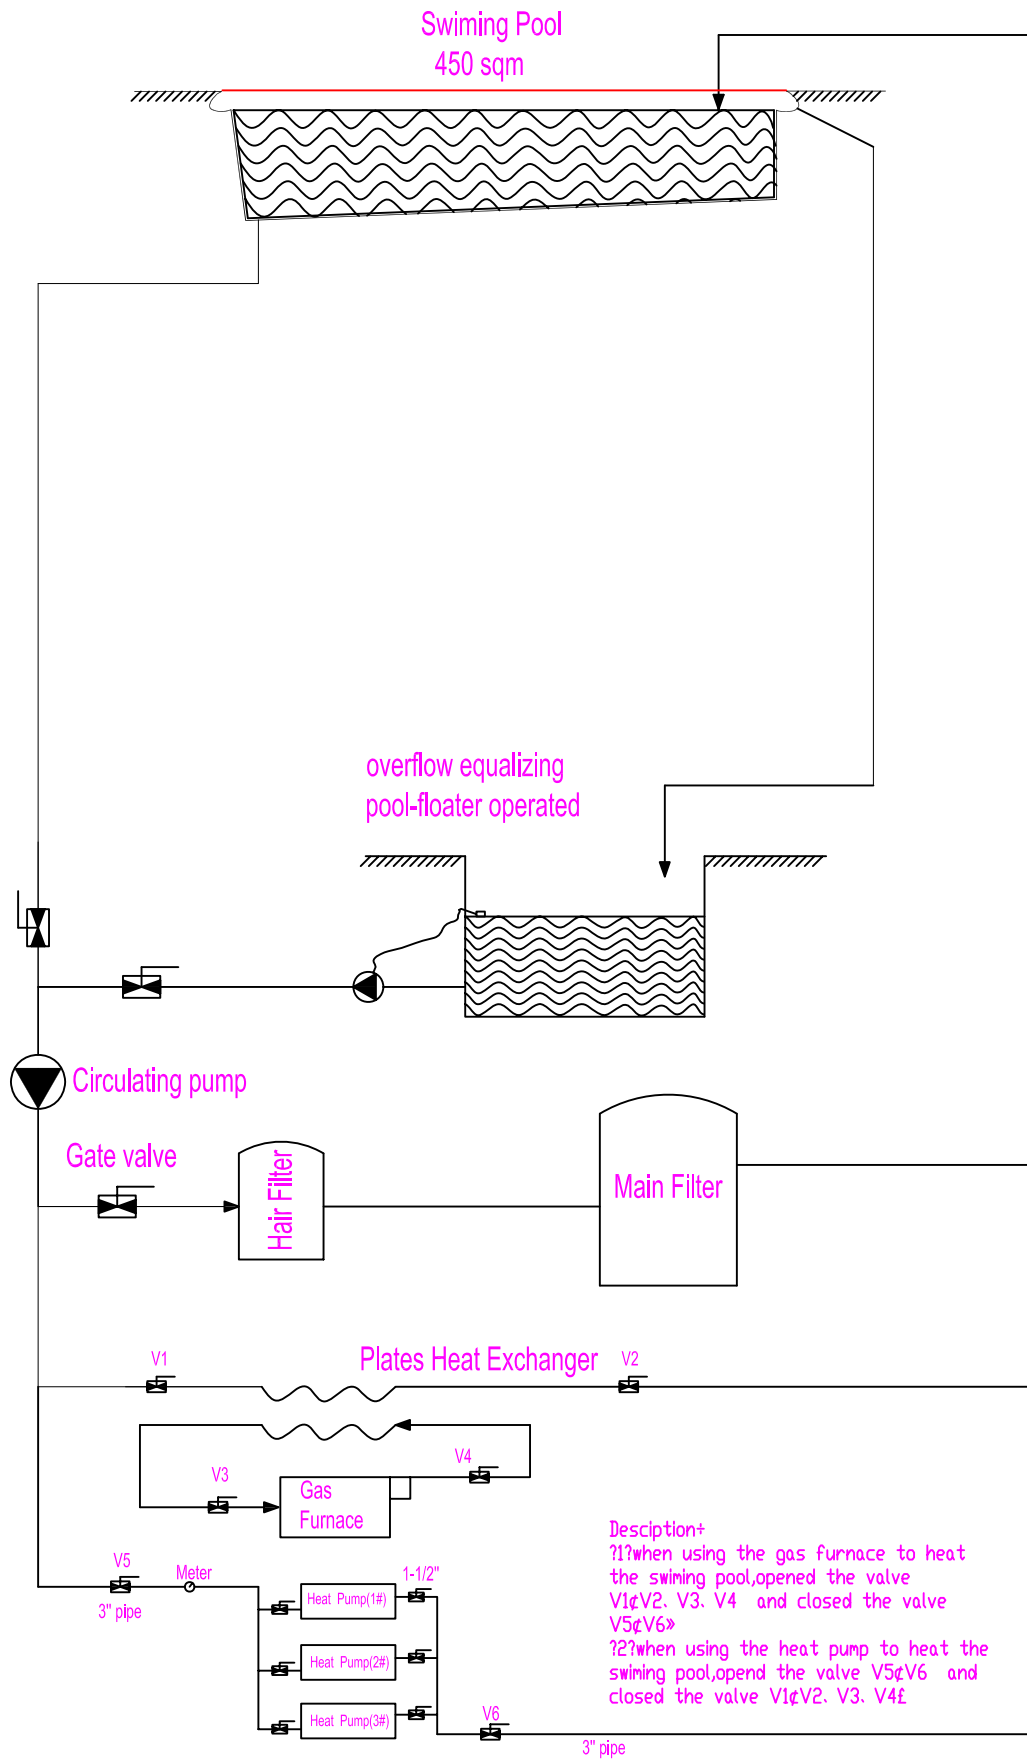 Swiming Pool
450 sqm
overflow equalizing
pool-floater operated
Circulating pump
Gate valve
Hair Filter
Main Filter
V1
Plates Heat Exchanger
V2
V3
V4
Gas
Furnace
V5
Meter
3" pipe
1-1/2"
Heat Pump(1#)
Heat Pump(2#)
Heat Pump(3#)
V6
3" pipe
Desciption+
?1?when using the gas furnace to heat
the swiming pool,opened the valve
V1¢V2、V3、V4 and closed the valve
V5¢V6»
?2?when using the heat pump to heat the
swiming pool,opend the valve V5¢V6 and
closed the valve V1¢V2、V3、V4£